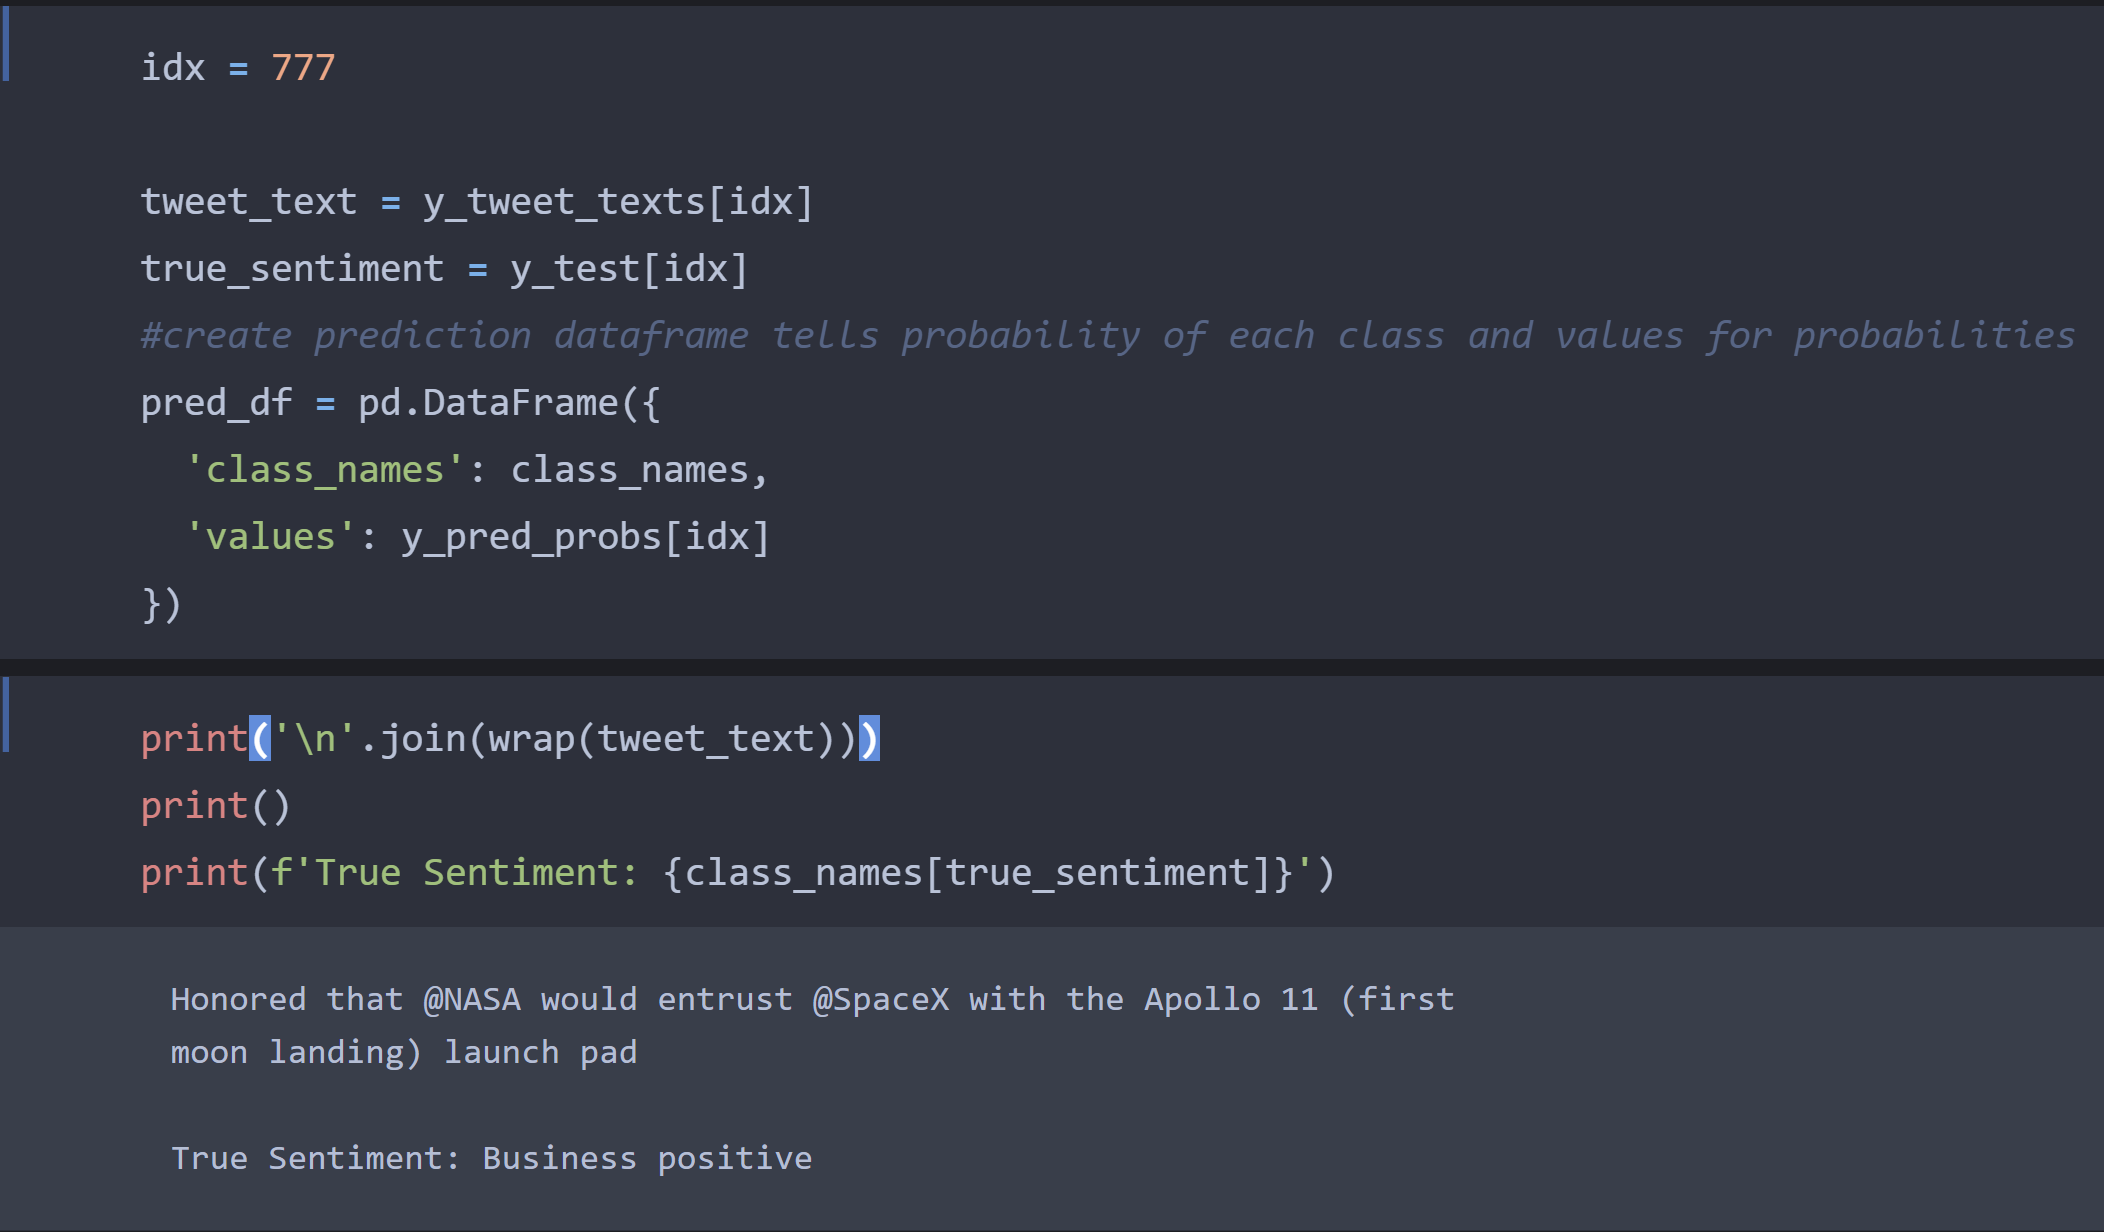 idx = 777
tweet_text = y_tweet_texts[idx]
true_sentiment = y_test[idx]
#create prediction dataframe tells probability of each class and values for probabilities
pred_df = pd.DataFrame({
  'class_names': class_names,
  'values': y_pred_probs[idx]
})
print('\n'.join(wrap(tweet_text)))
print()
print(f'True Sentiment: {class_names[true_sentiment]}')
Honored that @NASA would entrust @SpaceX with the Apollo 11 (first
moon landing) launch pad
True Sentiment: Business positive